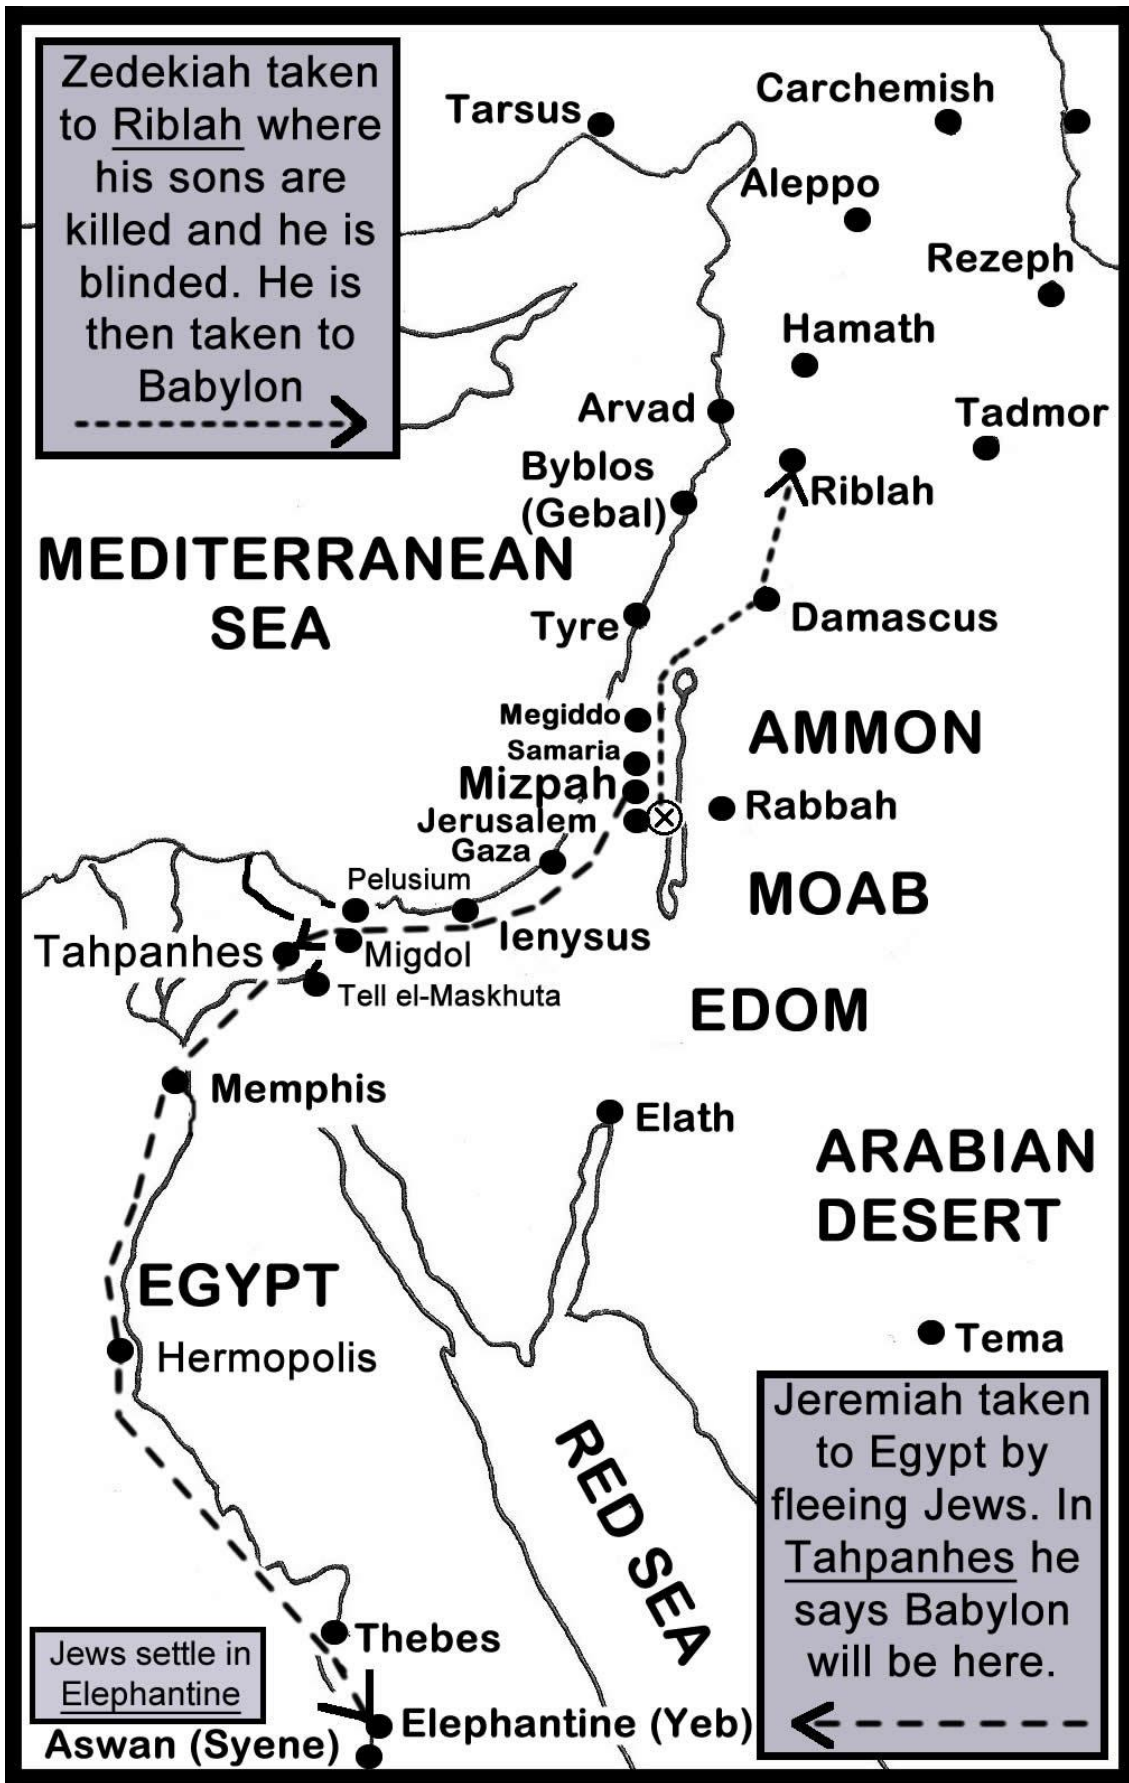 Zedekiah taken
to Riblah where
his sons are
killed and he is
blinded. He is
then taken to
Babylon
Tarsus
Carchemish
Aleppo
Rezeph
Hamath
Arvad
Tadmor
Byblos
(Gebal)
Riblah
MEDITERRANEAN
SEA
Tyre
Damascus
Megiddo
AMMON
Samaria
Mizpah
Rabbah
Jerusalem
Gaza
Pelusium
MOAB
Ienysus
Tahpanhes
Migdol
Tell el-Maskhuta
EDOM
Memphis
Elath
ARABIAN
DESERT
EGYPT
Hermopolis
Tema
RED SEA
Jeremiah taken
to Egypt by
fleeing Jews. In
Tahpanhes he
says Babylon
will be here.
Thebes
Jews settle in
Elephantine
Elephantine (Yeb)
Aswan (Syene)